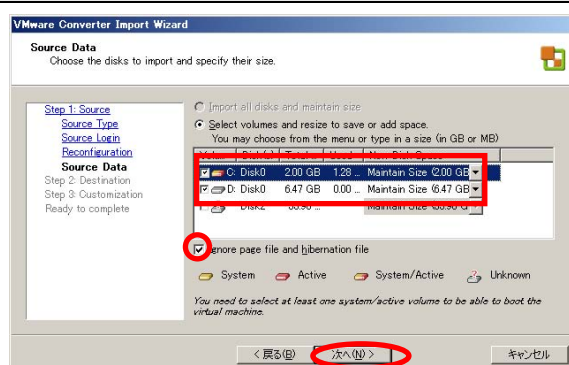 VMware Converter Import Wizard
Source Data
Choose the disks to import and specify their size.
Step 1: Source
Source Type
Source Login
Reconfiguration
Source Data
Step 2: Destination
Step 3: Customization
Ready to complete
Import all disks and maintain size
Select volumes and resize to save or add space.
You may choose from the menu or type in a size (in GB or MB)
C: Disk0 2.00 GB 1.28 ... Maintain Size (2.00 GB
D: Disk0 6.47 GB 0.00 ... Maintain Size (6.47 GB
Ignore page file and hibernation file
System Active System/Active Unknown
You need to select at least one system/active volume to be able to boot the
virtual machine.
< 戻る(B) 次へ(N) > キャンセル